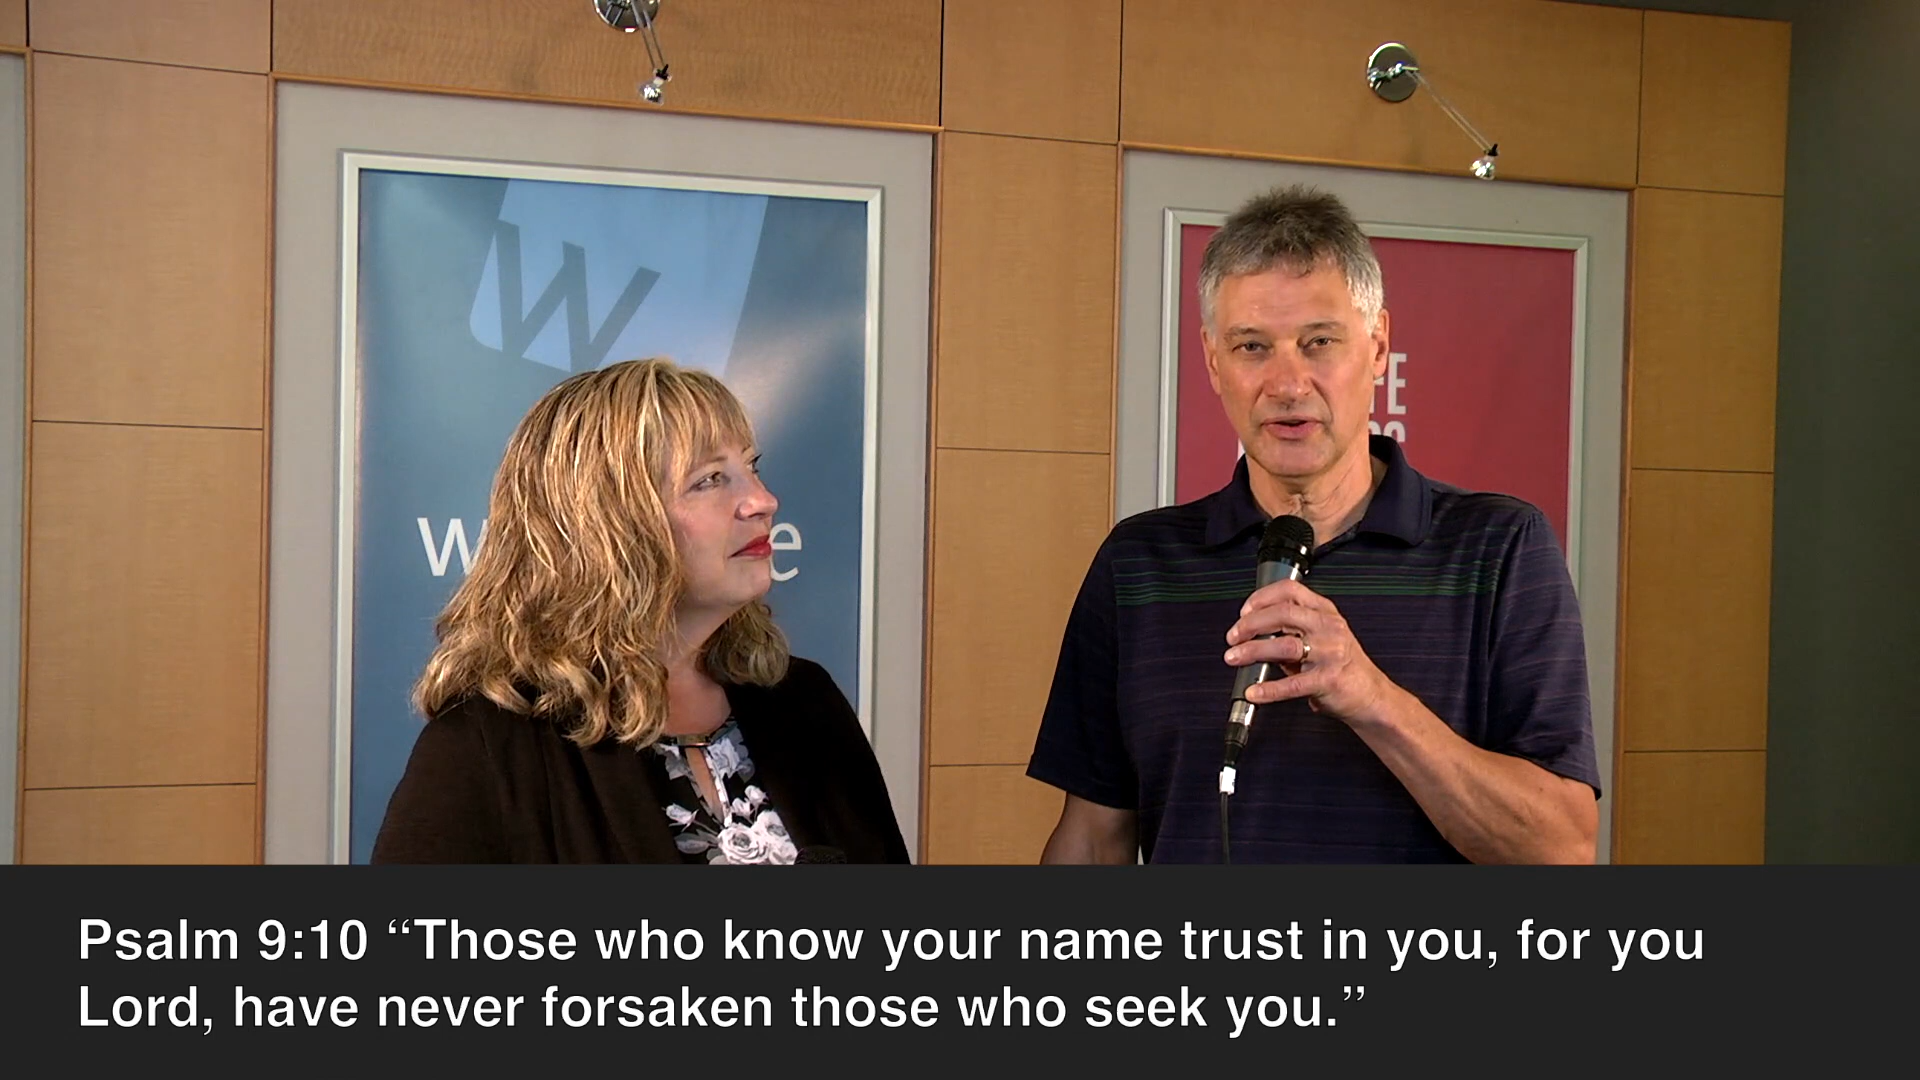 W
Psalm 9:10 “Those who know your name trust in you, for you
Lord, have never forsaken those who seek you.”